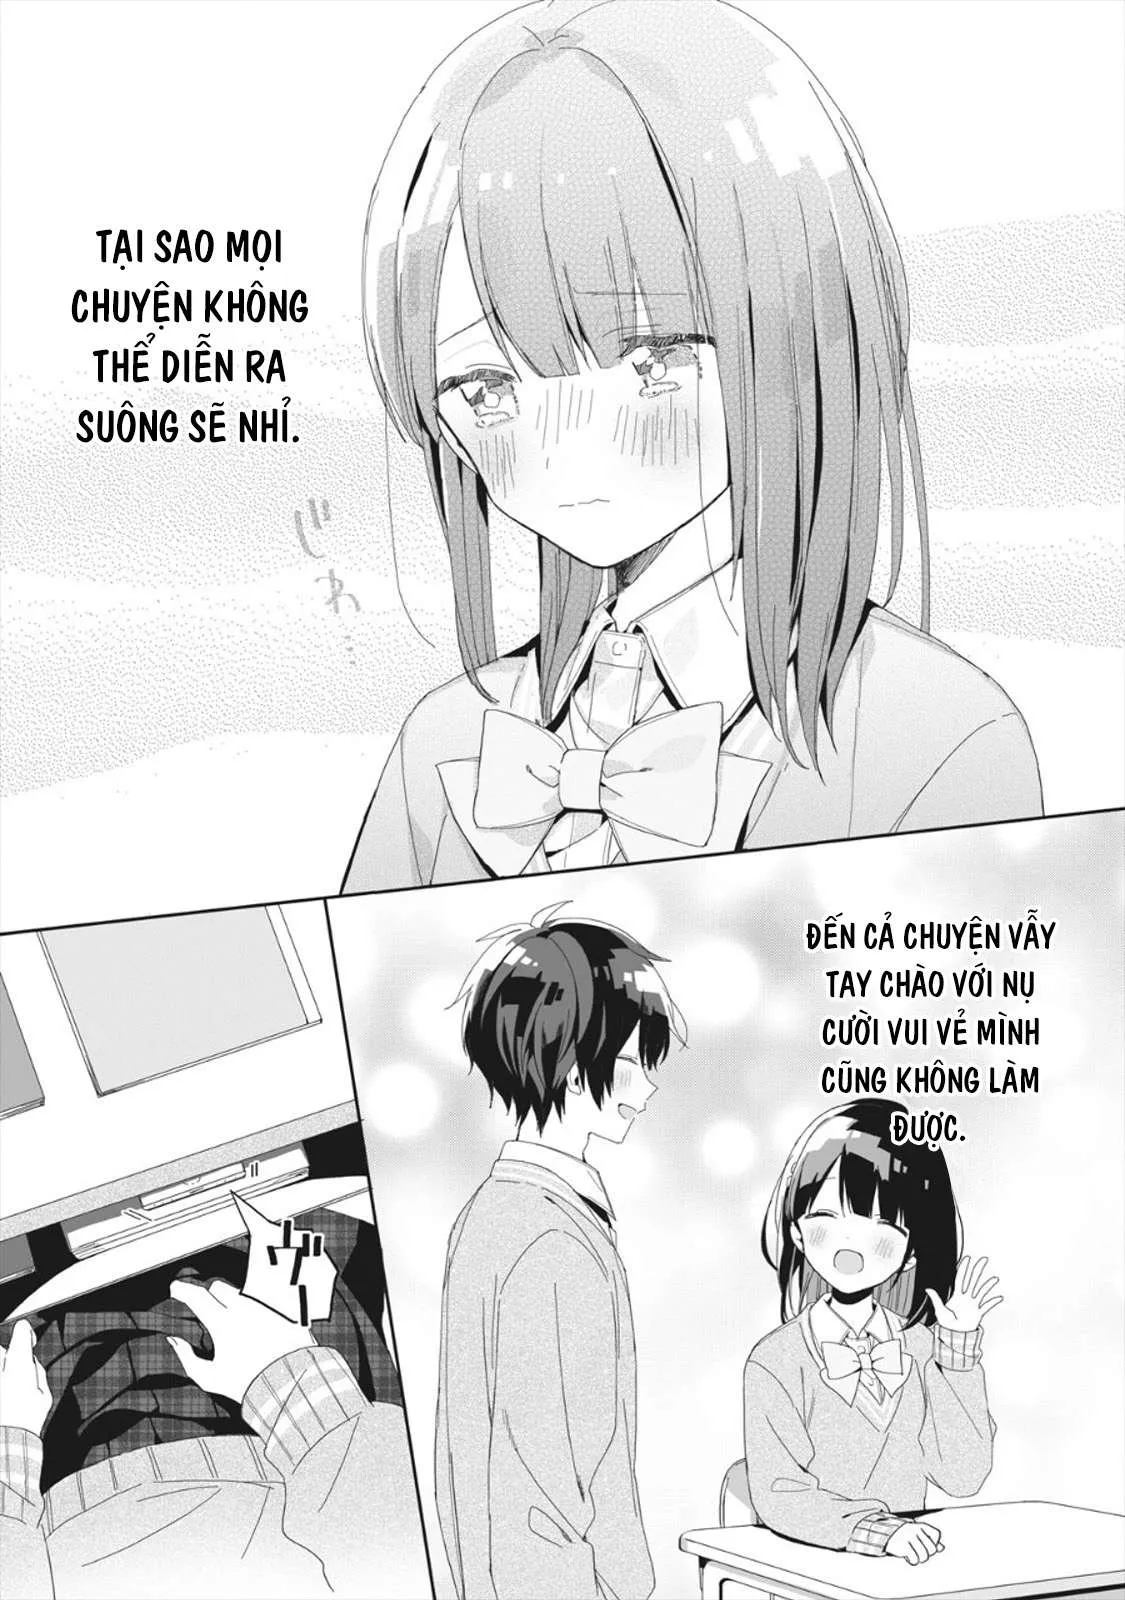 TẠI SAO MỌI
CHUYỆN KHÔNG
THỂ DIỄN RA
SUÔNG SẼ NHỈ.
じわ…
ĐẾN CẢ CHUYỆN VẪY
TAY CHÀO VỚI NỤ
CƯỜI VUI VẺ MÌNH
CŨNG KHÔNG LÀM
ĐƯỢC.